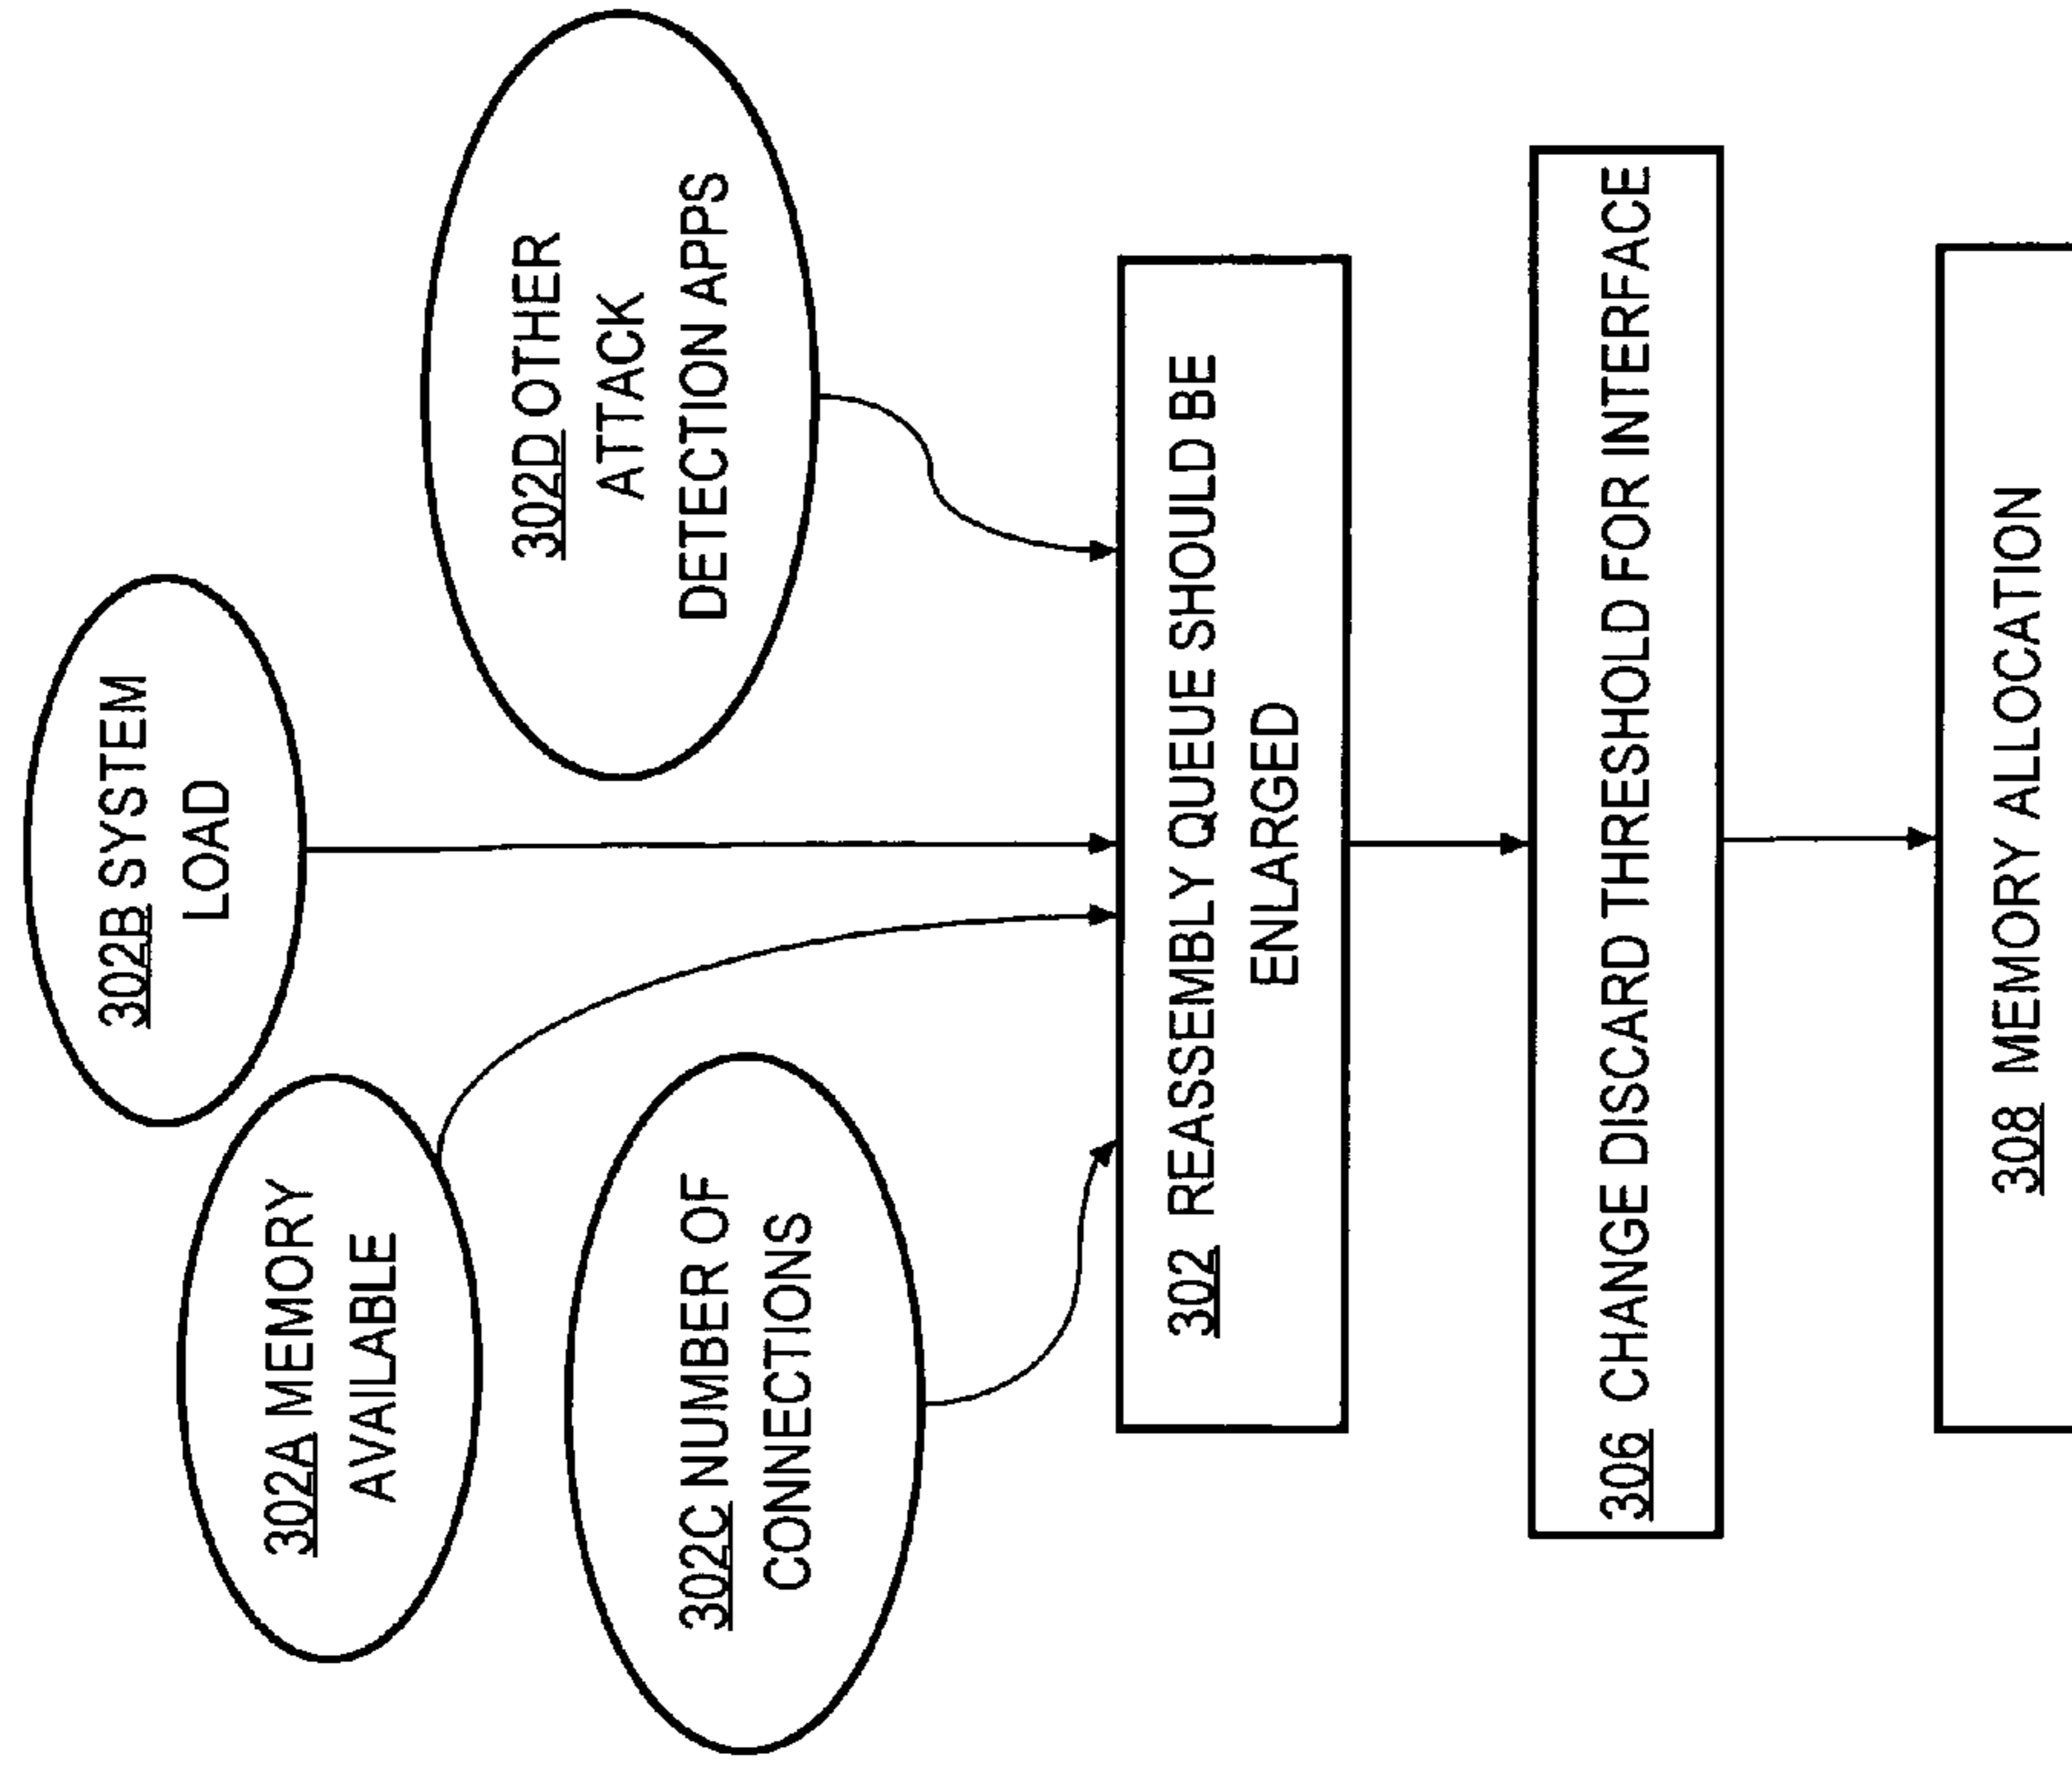 302B SYSTEM
LOAD
302A MEMORY
AVAILABLE
302D OTHER
ATTACK
DETECTION APPS
302C NUMBER OF
CONNECTIONS
302 REASSEMBLY QUEUE SHOULD BE
ENLARGED
306 CHANGE DISCARD THRESHOLD FOR INTERFACE
308 MEMORY ALLOCATION